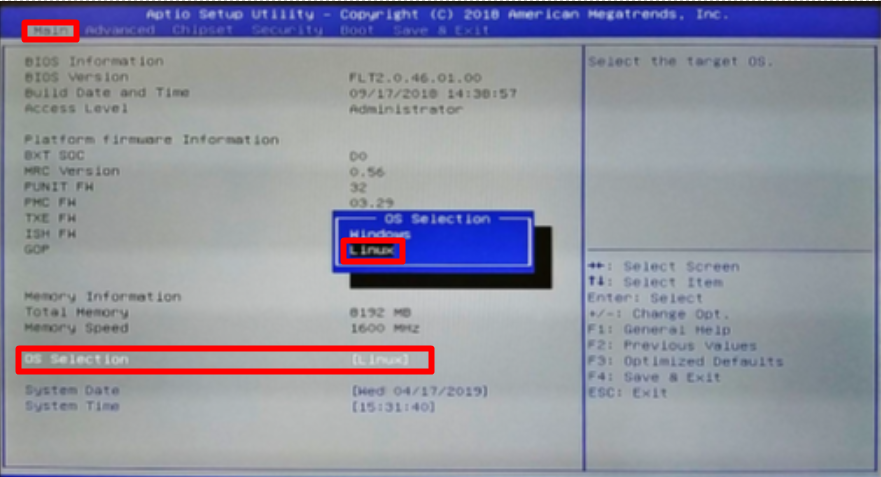 Aptio Setup Utility - Copyright (C) 2018 American Megatrends, Inc.
Main Advanced Chipset Security Boot Save & Exit
BIOS Information
BIOS Version FLT2.0.46.01.00
Build Date and Time 09/17/2018 14:38:57
Access Level Administrator
Platform firmware Information
BXT SOC D0
MRC Version 0.56
PUNIT FW 32
PMC FW 03.29
TXE FW
ISH FW
GOP
OS Selection
Windows
Linux
Memory Information
Total Memory 8192 MB
Memory Speed 1600 MHz
OS Selection [Linux]
System Date [Wed 04/17/2019]
System Time [15:31:40]
Select the target OS.
→←: Select Screen
↑↓: Select Item
Enter: Select
+/-: Change Opt.
F1: General Help
F2: Previous Values
F3: Optimized Defaults
F4: Save & Exit
ESC: Exit